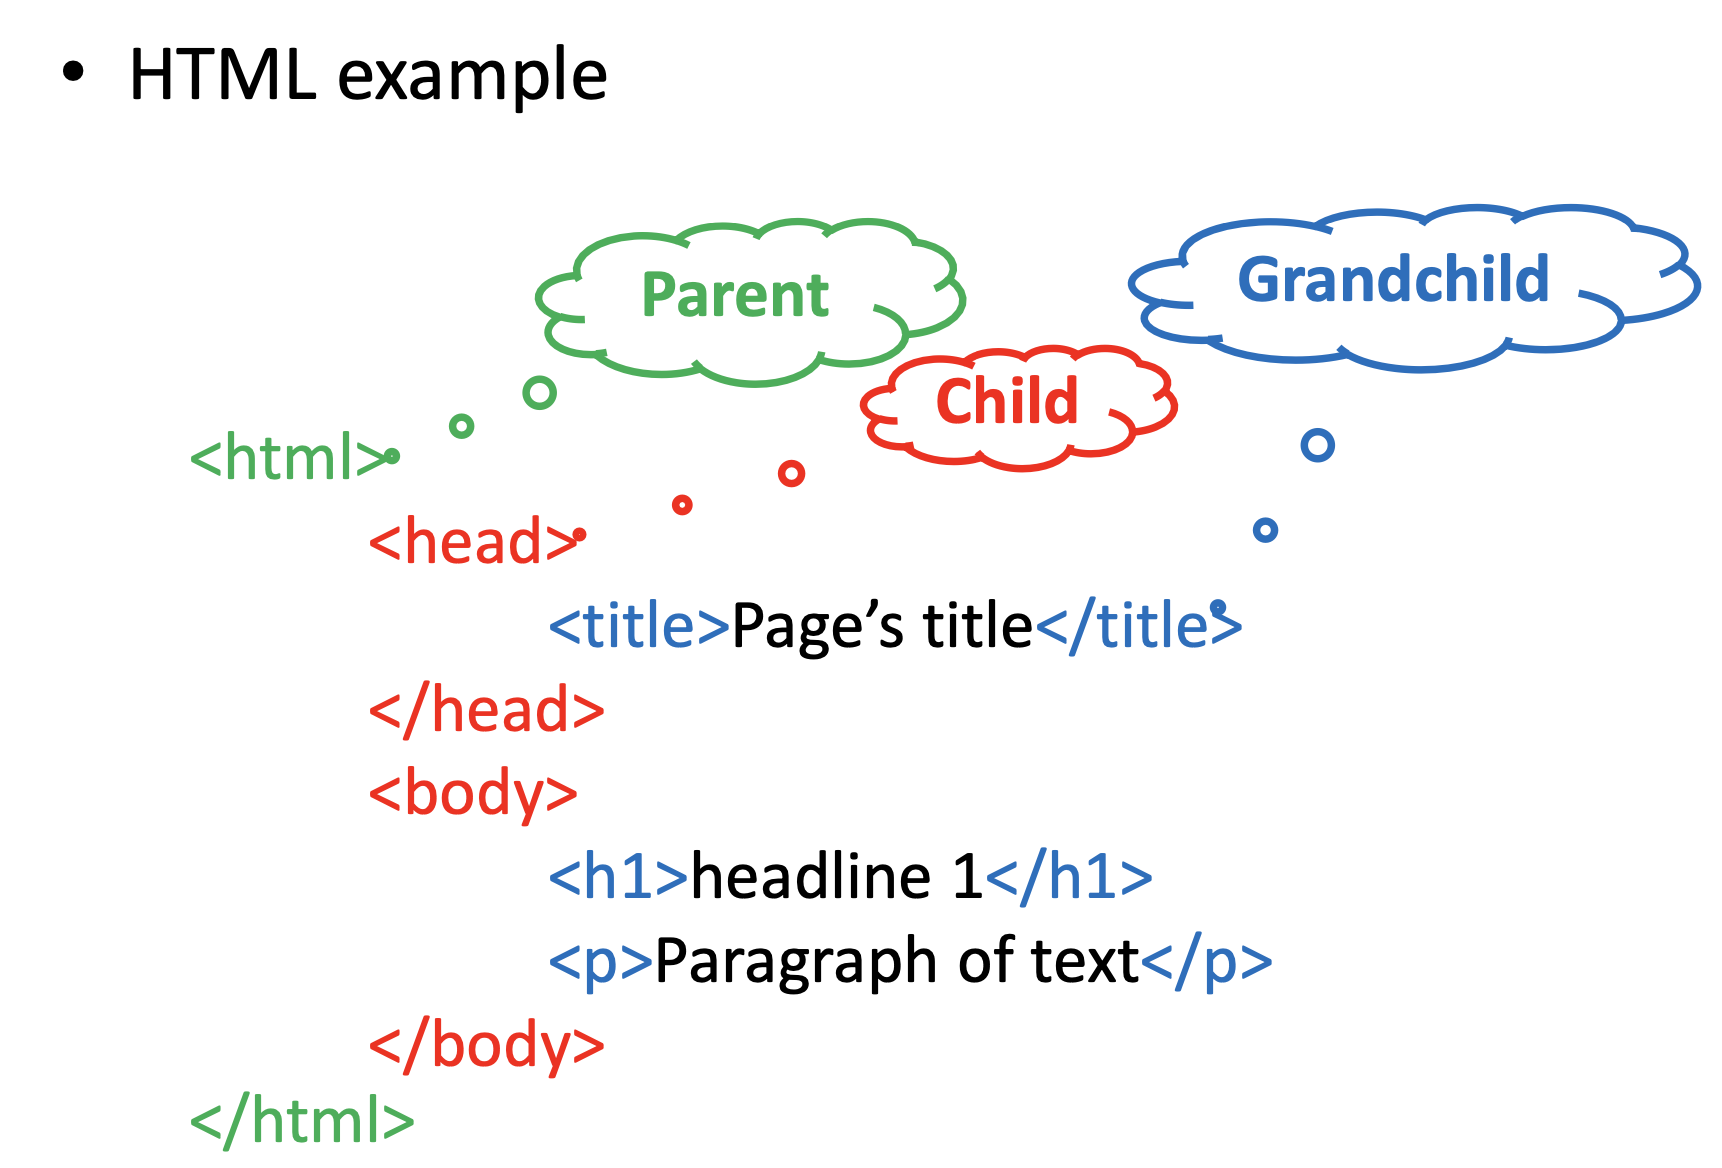 • HTML example
Parent
Grandchild
Child
<html>
<head>
<title>Page’s title</title>
</head>
<body>
<h1>headline 1</h1>
<p>Paragraph of text</p>
</body>
</html>